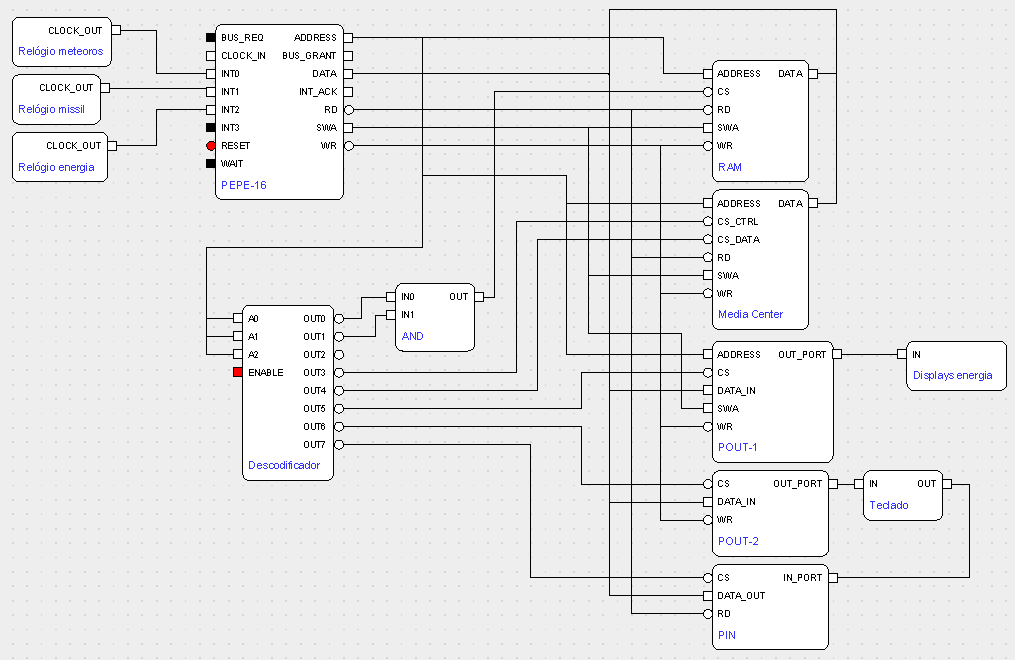 CLOCK_OUT
Relógio meteoros
CLOCK_OUT
Relógio missil
CLOCK_OUT
Relógio energia
BUS_REQ ADDRESS
CLOCK_IN BUS_GRANT
INT0 DATA
INT1 INT_ACK
INT2 RD
INT3 SWA
RESET WR
WAIT
PEPE-16
ADDRESS DATA
CS
RD
SWA
WR
RAM
ADDRESS DATA
CS_CTRL
CS_DATA
RD
SWA
WR
Media Center
A0 OUT0
A1 OUT1
A2 OUT2
ENABLE OUT3
OUT4
OUT5
OUT6
OUT7
Descodificador
IN0 OUT
IN1
AND
ADDRESS OUT_PORT
CS
DATA_IN
SWA
WR
POUT-1
IN
Displays energia
CS OUT_PORT
DATA_IN
WR
POUT-2
IN OUT
Teclado
CS IN_PORT
DATA_OUT
RD
PIN